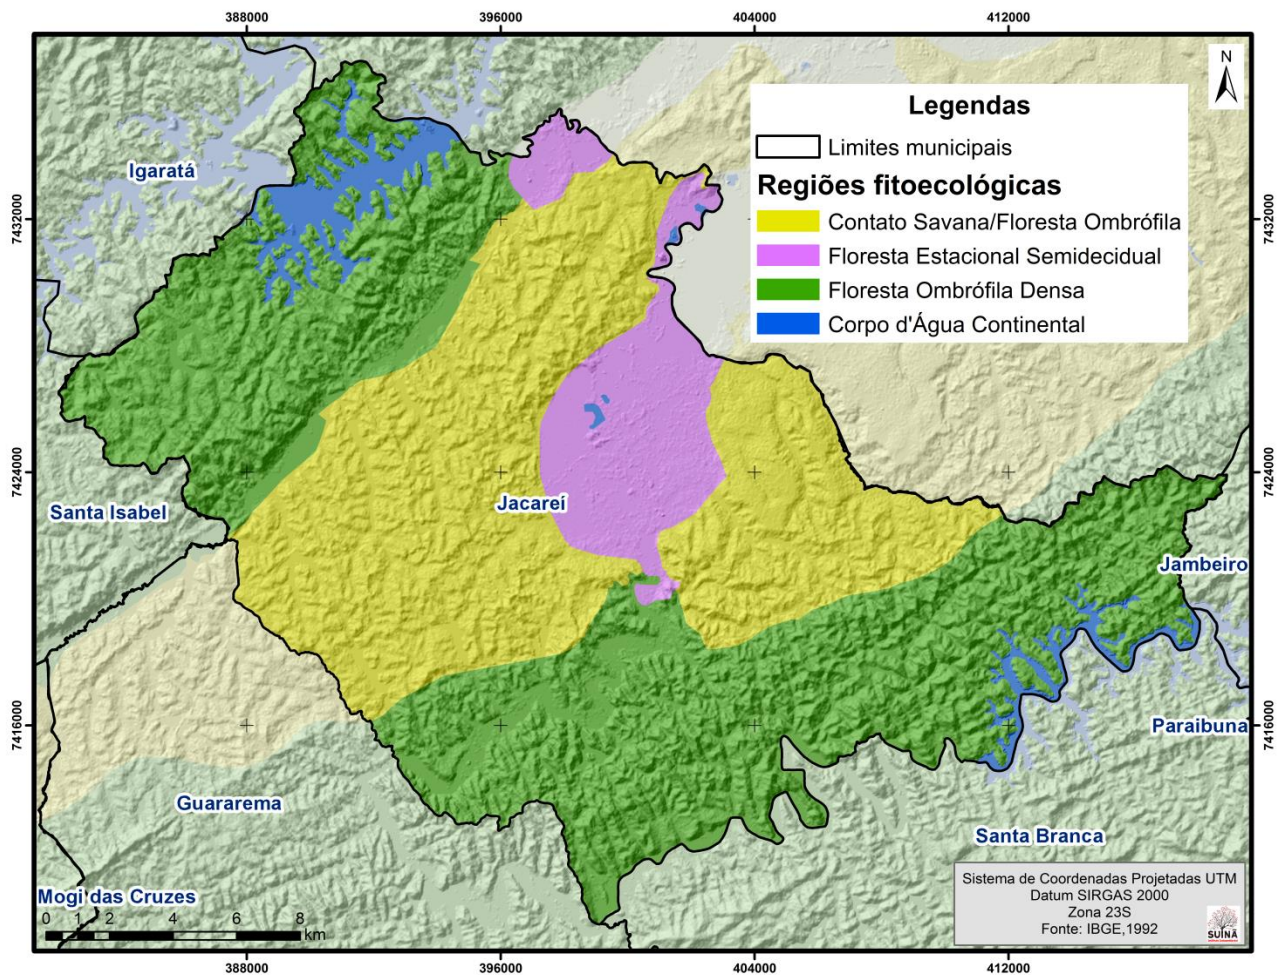 388000
396000
404000
412000
N
Legendas
Limites municipais
Regiões fitoecológicas
Contato Savana/Floresta Ombrófila
Floresta Estacional Semidecidual
Floresta Ombrófila Densa
Corpo d'Água Continental
Igaratá
7432000
7432000
7424000
7424000
Jacareí
Santa Isabel
Jambeiro
7416000
7416000
Paraibuna
Guararema
Santa Branca
Mogi das Cruzes
0 1 2 4 6 8
km
Sistema de Coordenadas Projetadas UTM
Datum SIRGAS 2000
Zona 23S
Fonte: IBGE,1992
SUINÃ
388000
396000
404000
412000